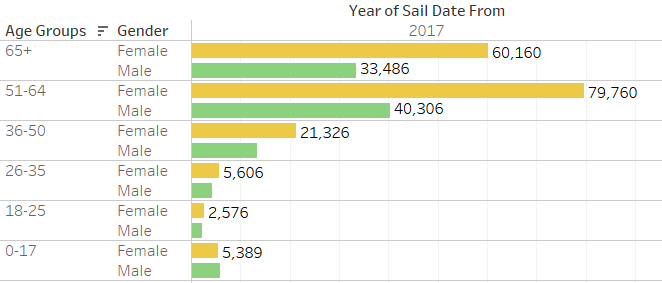 Year of Sail Date From
Age Groups Gender 2017
65+ Female 60,160
Male 33,486
51-64 Female 79,760
Male 40,306
36-50 Female 21,326
Male
26-35 Female 5,606
Male
18-25 Female 2,576
Male
0-17 Female 5,389
Male